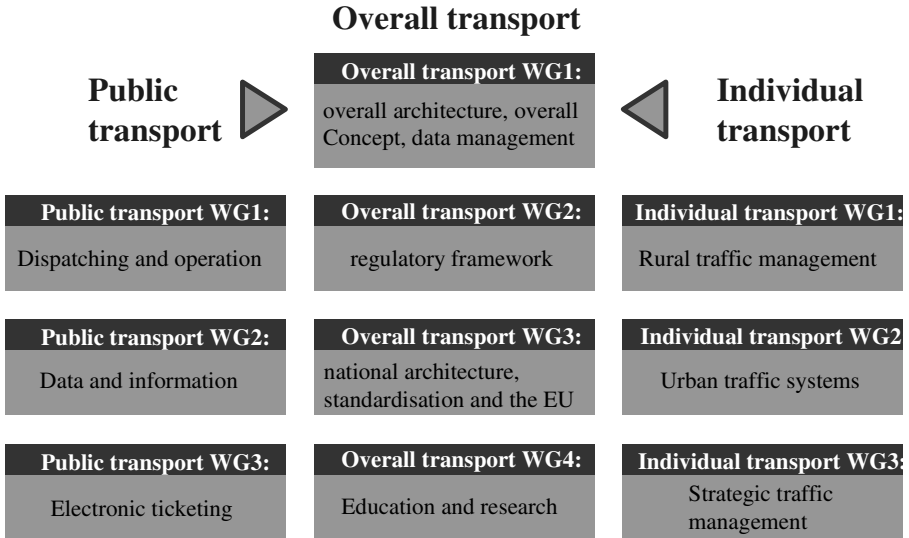 Overall transport
Public
transport
Overall transport WG1:
overall architecture, overall
Concept, data management
Individual
transport
Public transport WG1:
Dispatching and operation
Overall transport WG2:
regulatory framework
Individual transport WG1:
Rural traffic management
Public transport WG2:
Data and information
Overall transport WG3:
national architecture,
standardisation and the EU
Individual transport WG2
Urban traffic systems
Public transport WG3:
Electronic ticketing
Overall transport WG4:
Education and research
Individual transport WG3:
Strategic traffic
management